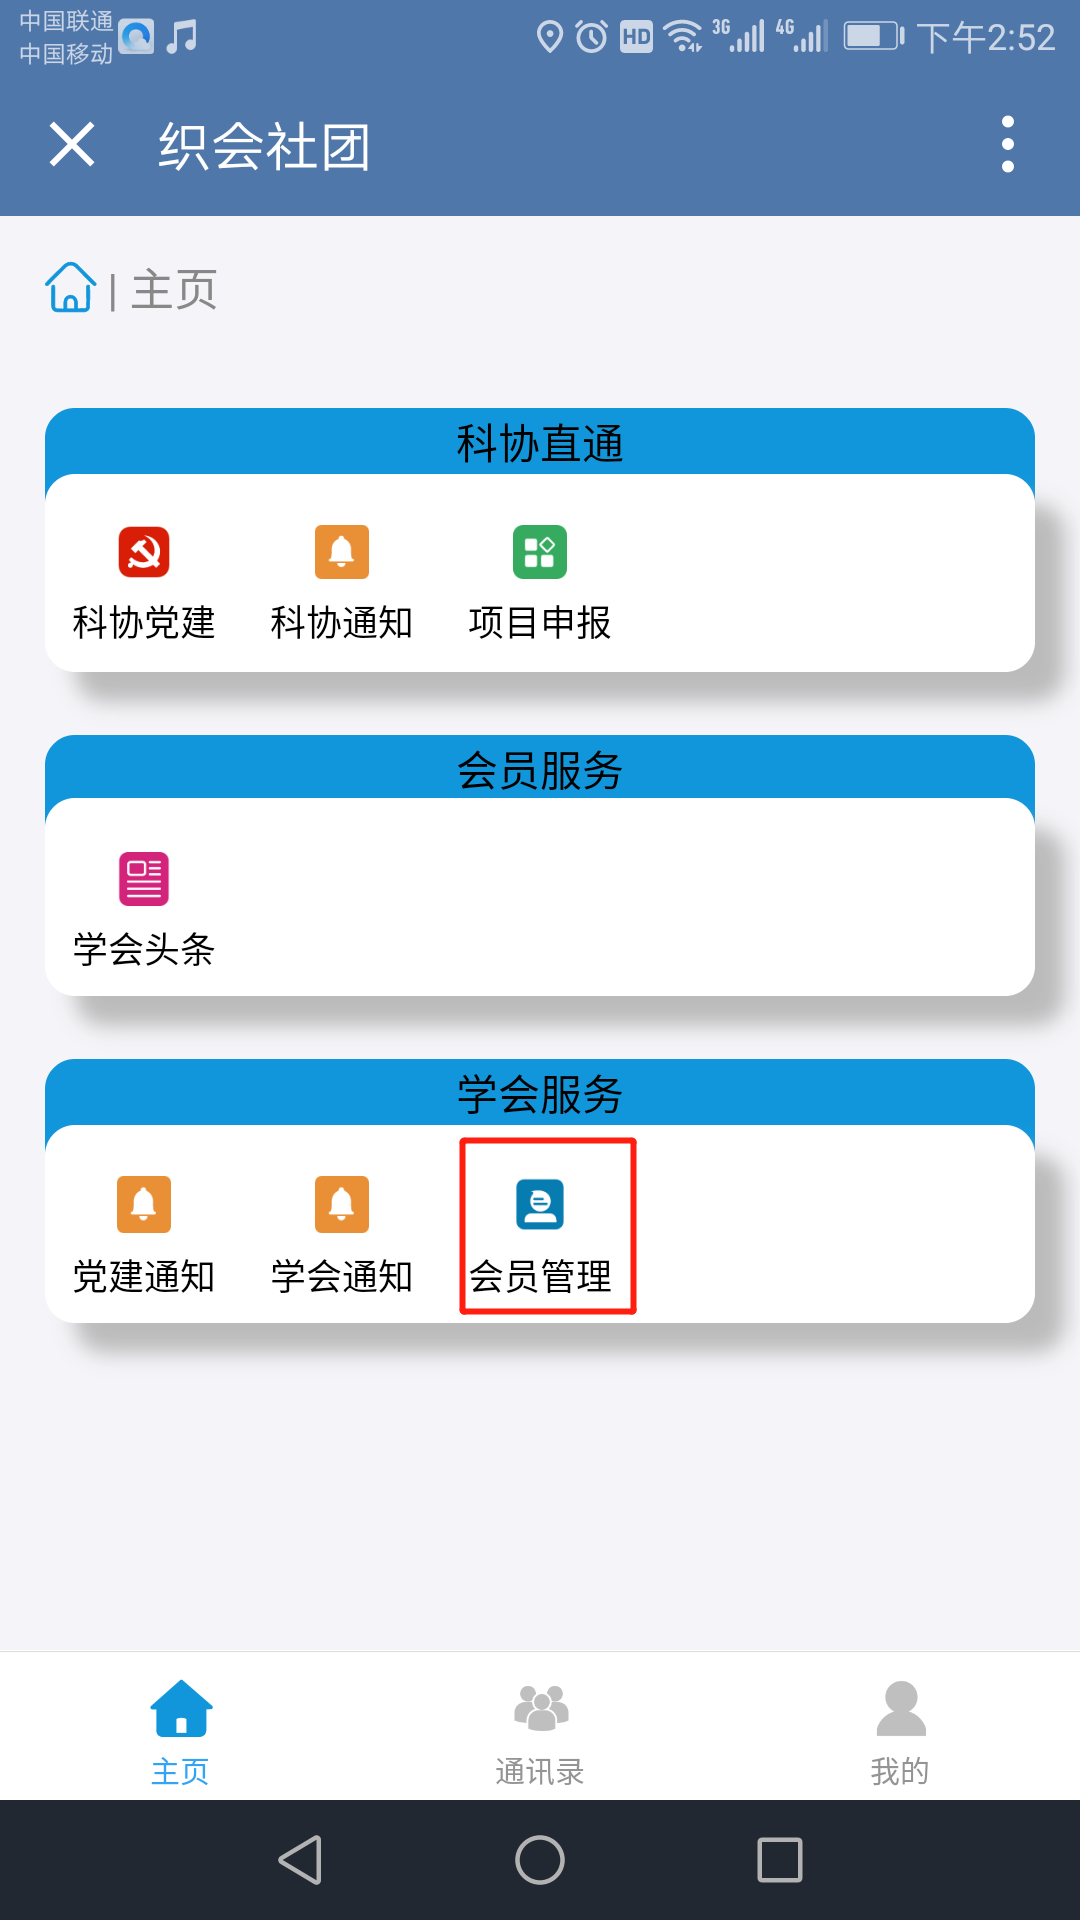 中国联通
中国移动
HD 3G 4G 下午2:52
织会社团
| 主页
科协直通
科协党建 科协通知 项目申报
会员服务
学会头条
学会服务
党建通知 学会通知 会员管理
主页 通讯录 我的